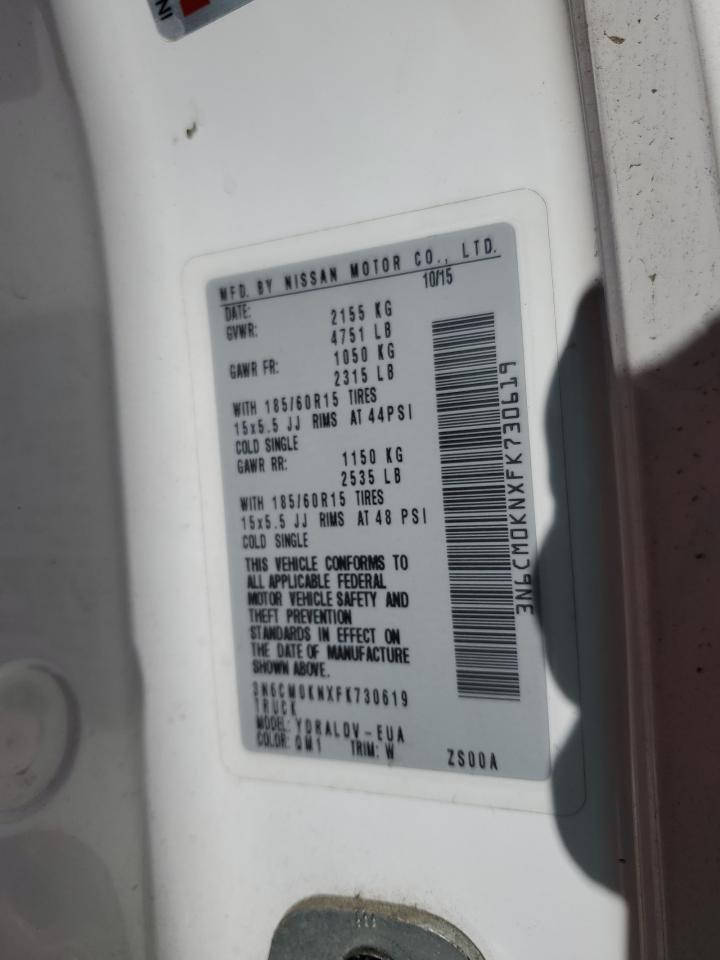 MFD. BY NISSAN MOTOR CO., LTD.
DATE: 10/15
GVWR: 2155 KG
4751 LB
GAWR FR: 1050 KG
2315 LB
WITH 185/60R15 TIRES
15x5.5 JJ RIMS AT 44PSI
COLD SINGLE
GAWR RR: 1150 KG
2535 LB
WITH 185/60R15 TIRES
15x5.5 JJ RIMS AT 48 PSI
COLD SINGLE
THIS VEHICLE CONFORMS TO
ALL APPLICABLE FEDERAL
MOTOR VEHICLE SAFETY AND
THEFT PREVENTION
STANDARDS IN EFFECT ON
THE DATE OF MANUFACTURE
SHOWN ABOVE.
3N6CM0KNXFK730619
TRUCK
MODEL: YDRALDV-EUA
COLOR: QM1 TRIM: W
ZS00A
3N6CM0KNXFK730619